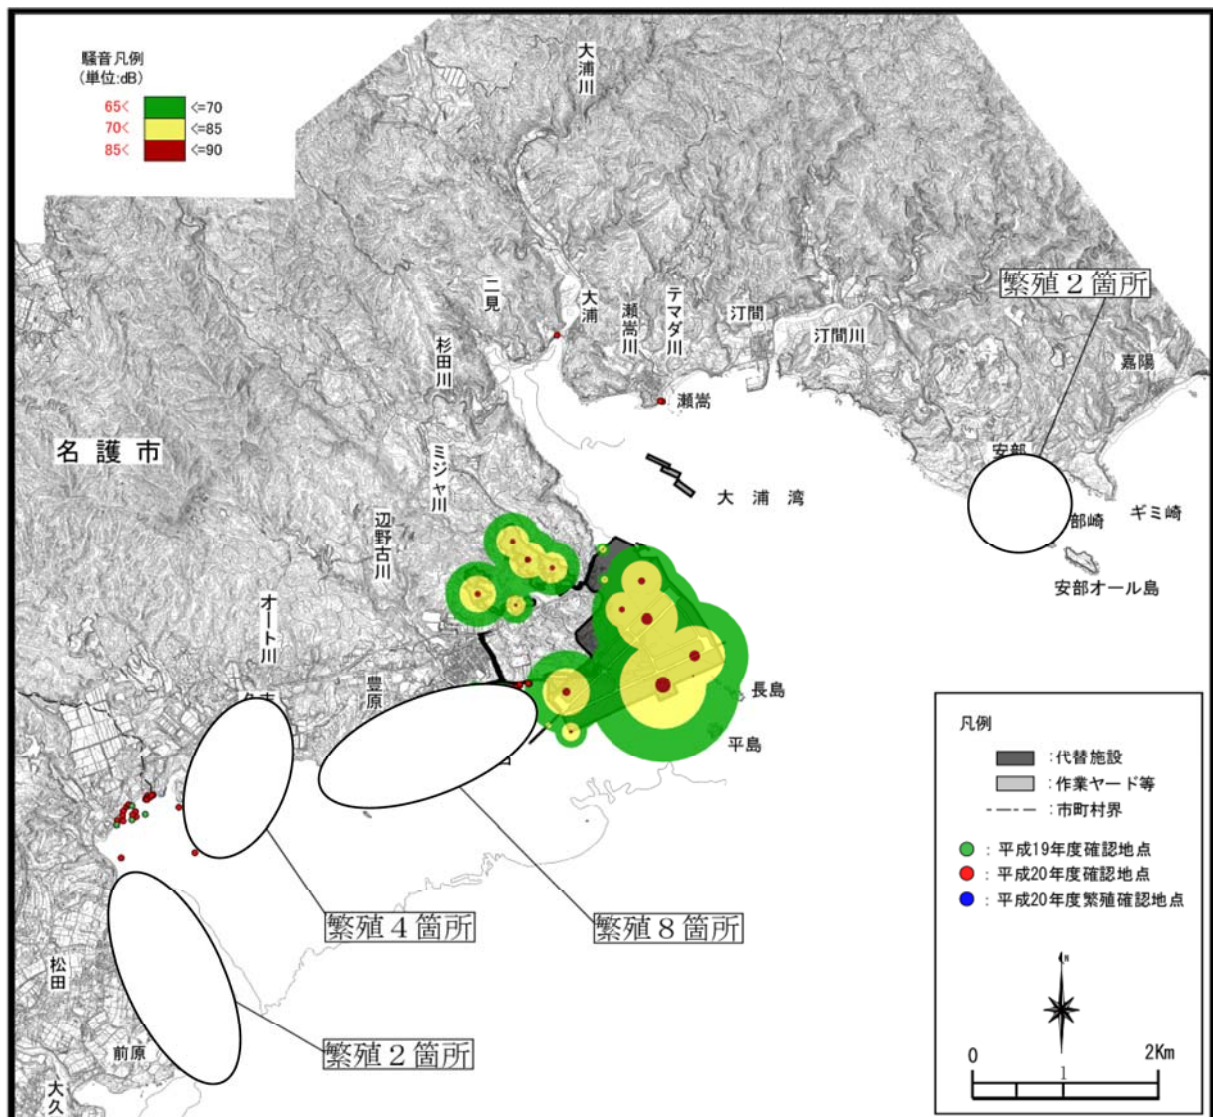 騒音凡例
(単位:dB)
65< <=70
70< <=85
85< <=90
大浦川
繁殖2箇所
二見
大浦
瀬嵩川
テマダ川
汀間
汀間川
杉田川
嘉陽
瀬嵩
名護市
ミジャ川
安部
大浦湾
部崎
ギミ崎
辺野古川
安部オール島
オート川
豊原
長島
平島
凡例
:代替施設
:作業ヤード等
:市町村界
: 平成19年度確認地点
: 平成20年度確認地点
: 平成20年度繁殖確認地点
繁殖4箇所
繁殖8箇所
松田
N
前原
繁殖2箇所
0 1 2Km
大久